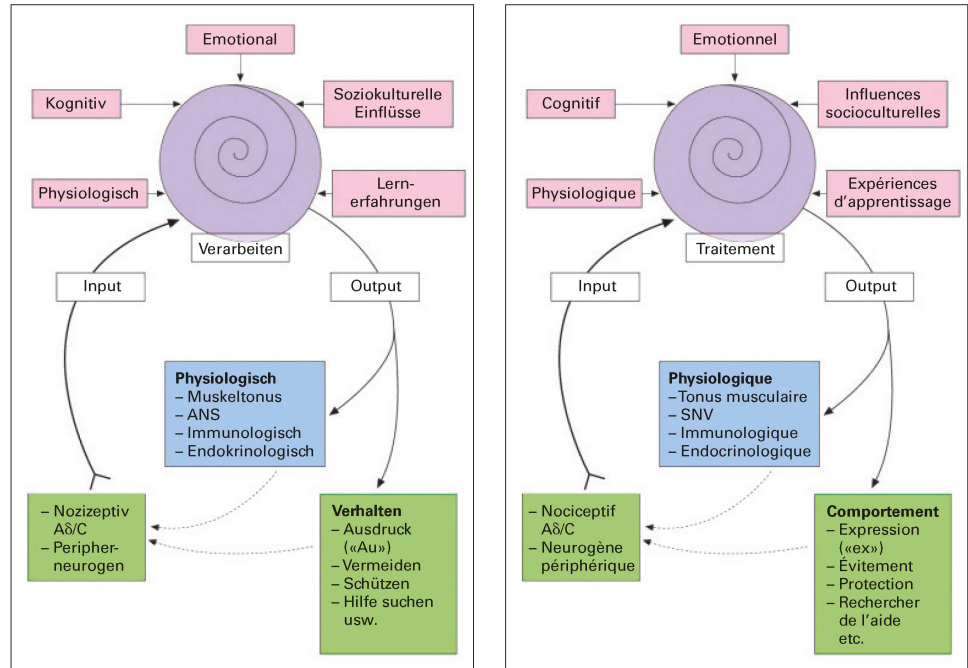 Emotional
Kognitiv
Soziokulturelle
Einflüsse
Physiologisch
Lern-
erfahrungen
Verarbeiten
Input
Output
Physiologisch
– Muskeltonus
– ANS
– Immunologisch
– Endokrinologisch
– Nozizeptiv
Aδ/C
– Peripher-
neurogen
Verhalten
– Ausdruck
(«Au»)
– Vermeiden
– Schützen
– Hilfe suchen
usw.
Emotionnel
Cognitif
Influences
socioculturelles
Physiologique
Expériences
d'apprentissage
Traitement
Input
Output
Physiologique
– Tonus musculaire
– SNV
– Immunologique
– Endocrinologique
– Nociceptif
Aδ/C
– Neurogène
périphérique
Comportement
– Expression
(«ex»)
– Évitement
– Protection
– Rechercher
de l'aide
etc.